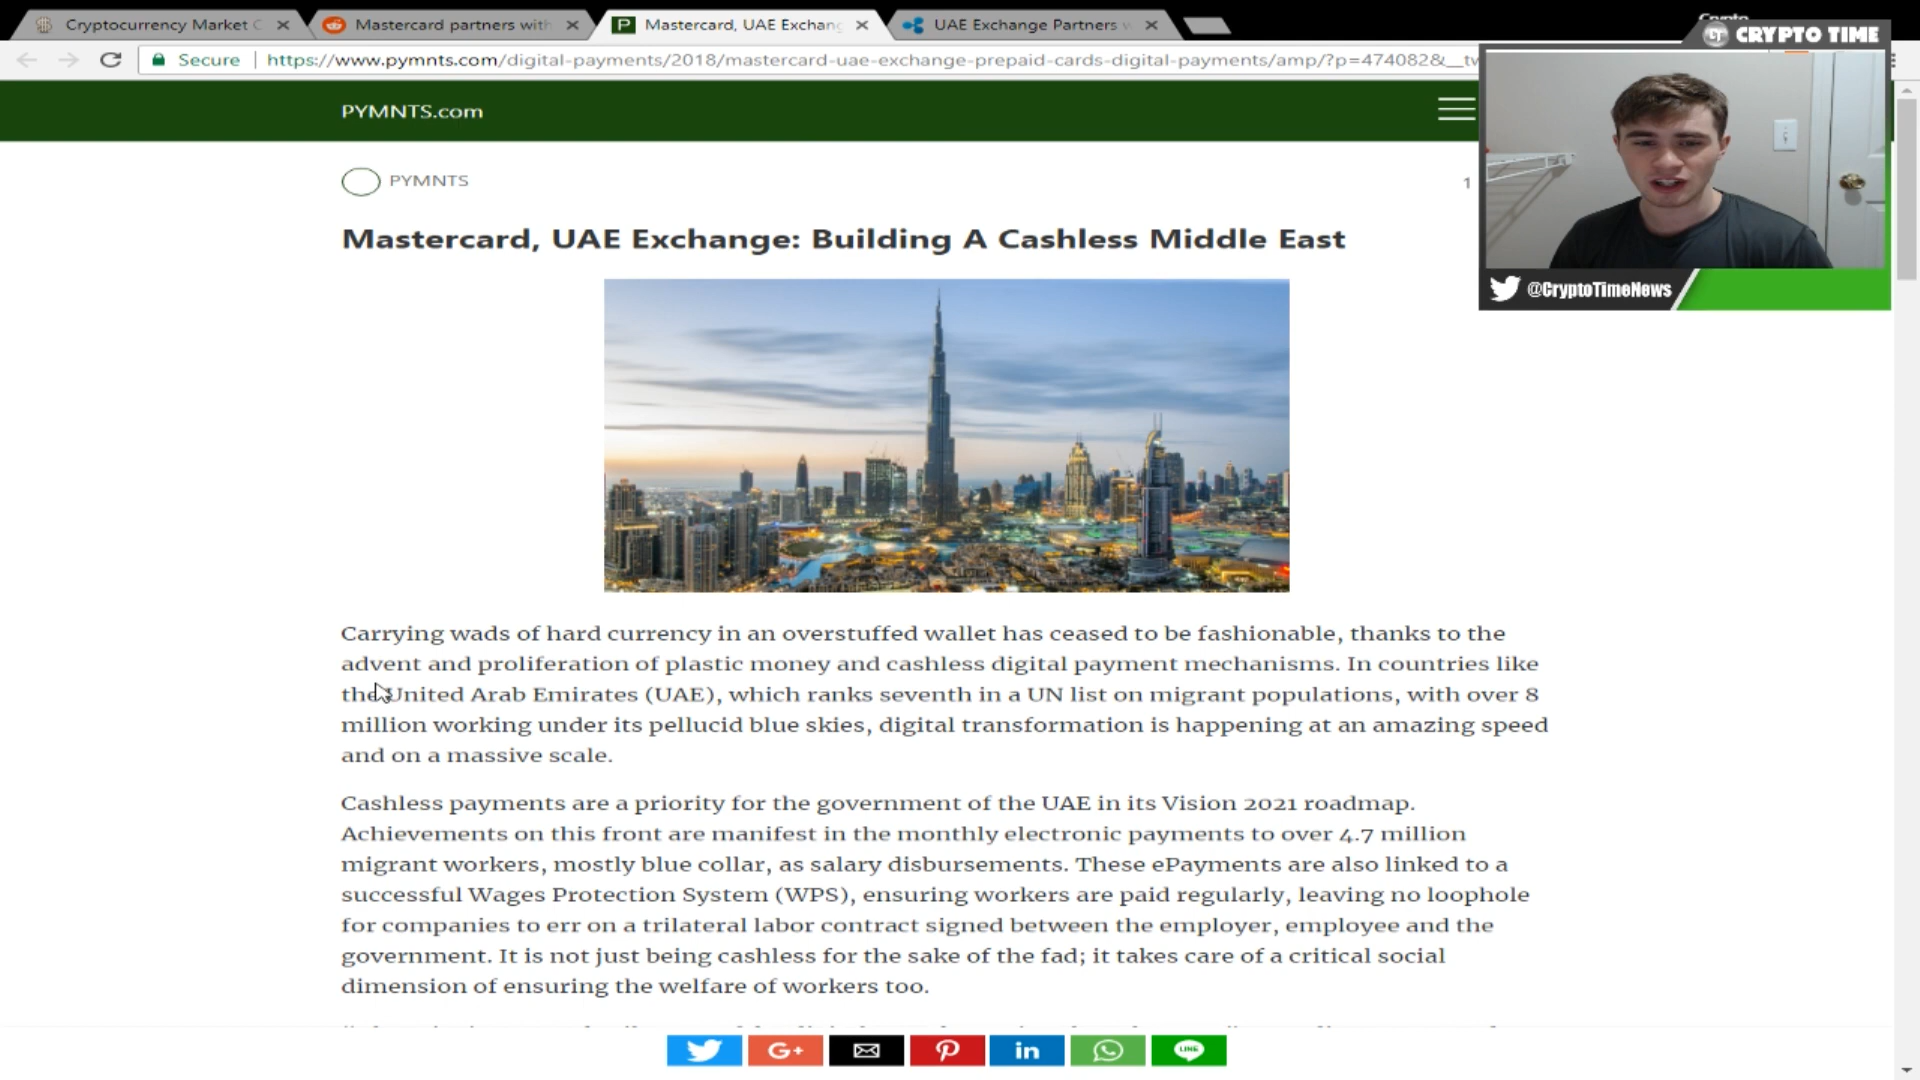 Cryptocurrency Market C
Mastercard partners with
Mastercard, UAE Exchang
UAE Exchange Partners w
Crypto
CRYPTO TIME
Secure
https://www.pymnts.com/digital-payments/2018/mastercard-uae-exchange-prepaid-cards-digital-payments/amp/?p=474082&__tw
PYMNTS.com
PYMNTS
1
@CryptoTimeNews
Mastercard, UAE Exchange: Building A Cashless Middle East
Carrying wads of hard currency in an overstuffed wallet has ceased to be fashionable, thanks to the
advent and proliferation of plastic money and cashless digital payment mechanisms. In countries like
the United Arab Emirates (UAE), which ranks seventh in a UN list on migrant populations, with over 8
million working under its pellucid blue skies, digital transformation is happening at an amazing speed
and on a massive scale.
Cashless payments are a priority for the government of the UAE in its Vision 2021 roadmap.
Achievements on this front are manifest in the monthly electronic payments to over 4.7 million
migrant workers, mostly blue collar, as salary disbursements. These ePayments are also linked to a
successful Wages Protection System (WPS), ensuring workers are paid regularly, leaving no loophole
for companies to err on a trilateral labor contract signed between the employer, employee and the
government. It is not just being cashless for the sake of the fad; it takes care of a critical social
dimension of ensuring the welfare of workers too.
G+
in
LINE